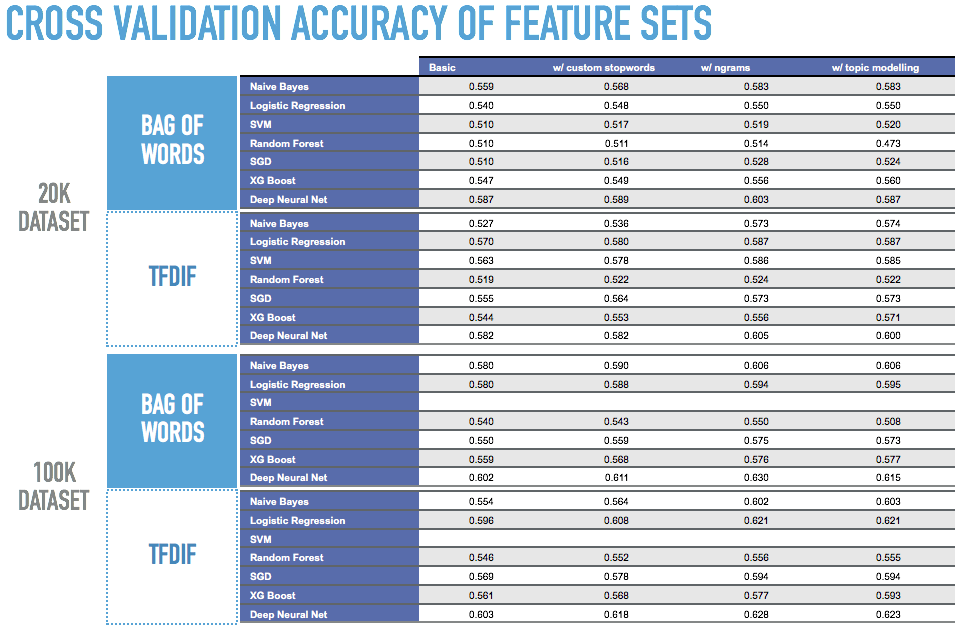 CROSS VALIDATION ACCURACY OF FEATURE SETS
Basic w/ custom stopwords w/ ngrams w/ topic modelling
20K
DATASET
BAG OF
WORDS
Naive Bayes 0.559 0.568 0.583 0.583
Logistic Regression 0.540 0.548 0.550 0.550
SVM 0.510 0.517 0.519 0.520
Random Forest 0.510 0.511 0.514 0.473
SGD 0.510 0.516 0.528 0.524
XG Boost 0.547 0.549 0.556 0.560
Deep Neural Net 0.587 0.589 0.603 0.587
TFDIF
Naive Bayes 0.527 0.536 0.573 0.574
Logistic Regression 0.570 0.580 0.587 0.587
SVM 0.563 0.578 0.586 0.585
Random Forest 0.519 0.522 0.524 0.522
SGD 0.555 0.564 0.573 0.573
XG Boost 0.544 0.553 0.556 0.571
Deep Neural Net 0.582 0.582 0.605 0.600
100K
DATASET
BAG OF
WORDS
Naive Bayes 0.580 0.590 0.606 0.606
Logistic Regression 0.580 0.588 0.594 0.595
SVM
Random Forest 0.540 0.543 0.550 0.508
SGD 0.550 0.559 0.575 0.573
XG Boost 0.559 0.568 0.576 0.577
Deep Neural Net 0.602 0.611 0.630 0.615
TFDIF
Naive Bayes 0.554 0.564 0.602 0.603
Logistic Regression 0.596 0.608 0.621 0.621
SVM
Random Forest 0.546 0.552 0.556 0.555
SGD 0.569 0.578 0.594 0.594
XG Boost 0.561 0.568 0.577 0.593
Deep Neural Net 0.603 0.618 0.628 0.623